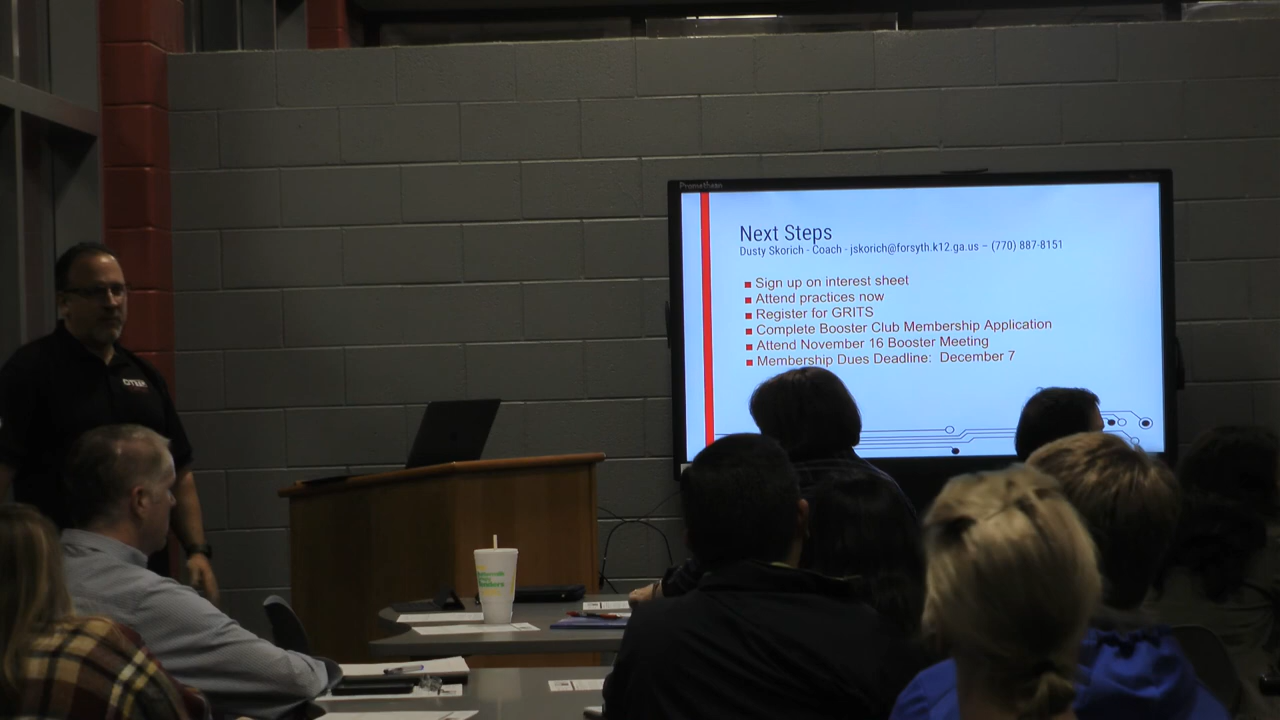 Promethean
Next Steps
Dusty Skorich - Coach - jskorich@forsyth.k12.ga.us – (770) 887-8151
Sign up on interest sheet
Attend practices now
Register for GRITS
Complete Booster Club Membership Application
Attend November 16 Booster Meeting
Membership Dues Deadline: December 7